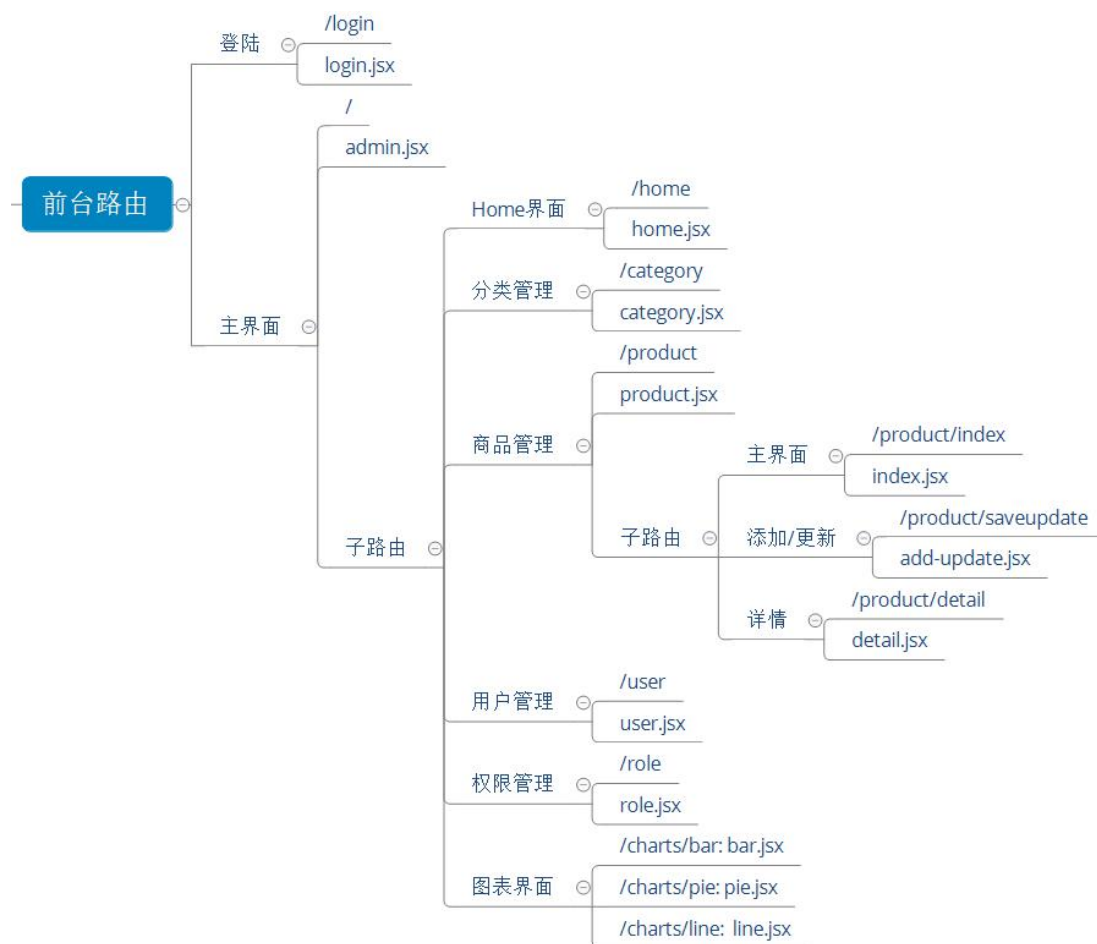 前台路由
登陆
/login
login.jsx
主界面
/
admin.jsx
子路由
Home界面
/home
home.jsx
分类管理
/category
category.jsx
商品管理
/product
product.jsx
子路由
主界面
/product/index
index.jsx
添加/更新
/product/saveupdate
add-update.jsx
详情
/product/detail
detail.jsx
用户管理
/user
user.jsx
权限管理
/role
role.jsx
图表界面
/charts/bar: bar.jsx
/charts/pie: pie.jsx
/charts/line: line.jsx